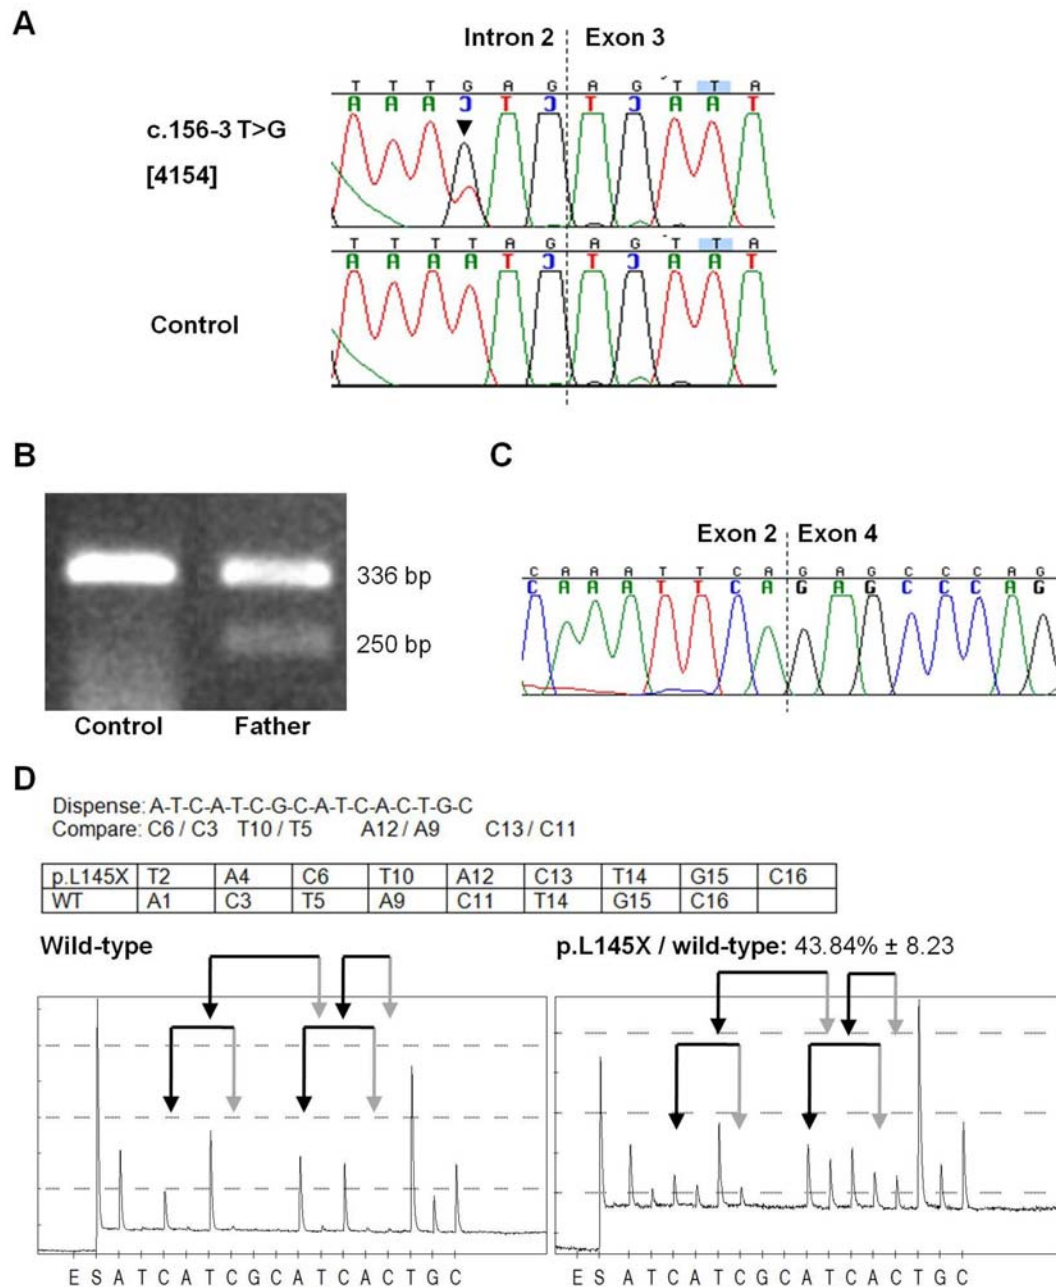 A
Intron 2 Exon 3
T T T G A G A G T T A
A A A C T C T C A A T
c.156-3 T>G
[4154]
T T T T A G A G T T A
A A A A T C T C A A T
Control
B
336 bp
250 bp
Control Father
C
Exon 2 Exon 4
C A A A T T C A G A G C C C A G
C A A A T T C A G A G C C C A G
D
Dispense: A-T-C-A-T-C-G-C-A-T-C-A-C-T-G-C
Compare: C6 / C3 T10 / T5 A12 / A9 C13 / C11
p.L145X T2 A4 C6 T10 A12 C13 T14 G15 C16
WT A1 C3 T5 A9 C11 T14 G15 C16
Wild-type
p.L145X / wild-type: 43.84% ± 8.23
E S A T C A T C G C A T C A C T G C
E S A T C A T C G C A T C A C T G C